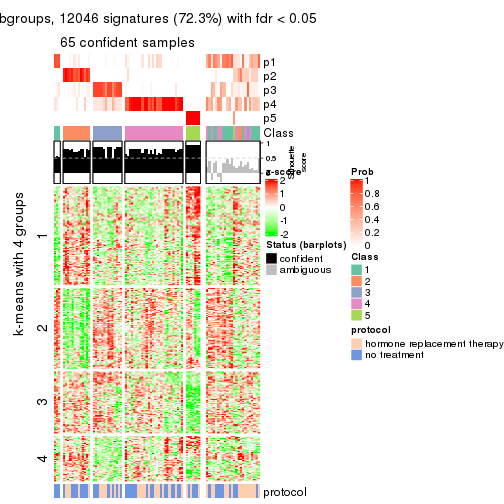 bgroups, 12046 signatures (72.3%) with fdr < 0.05
65 confident samples
p1
p2
p3
p4
p5
Class
1
0.5
0
silhouette
score
z-score
2
1
0
-1
-2
Status (barplots)
confident
ambiguous
Prob
1
0.8
0.6
0.4
0.2
0
Class
1
2
3
4
5
protocol
hormone replacement therapy
no treatment
k-means with 4 groups
1
2
3
4
protocol